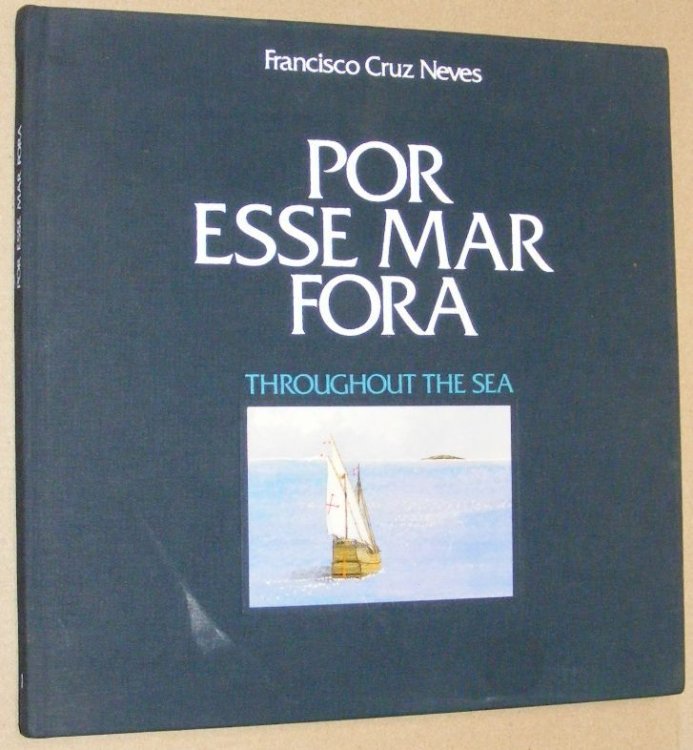 Francisco Cruz Neves
POR
ESSE MAR
FORA
THROUGHOUT THE SEA
POR ESSE MAR FORA